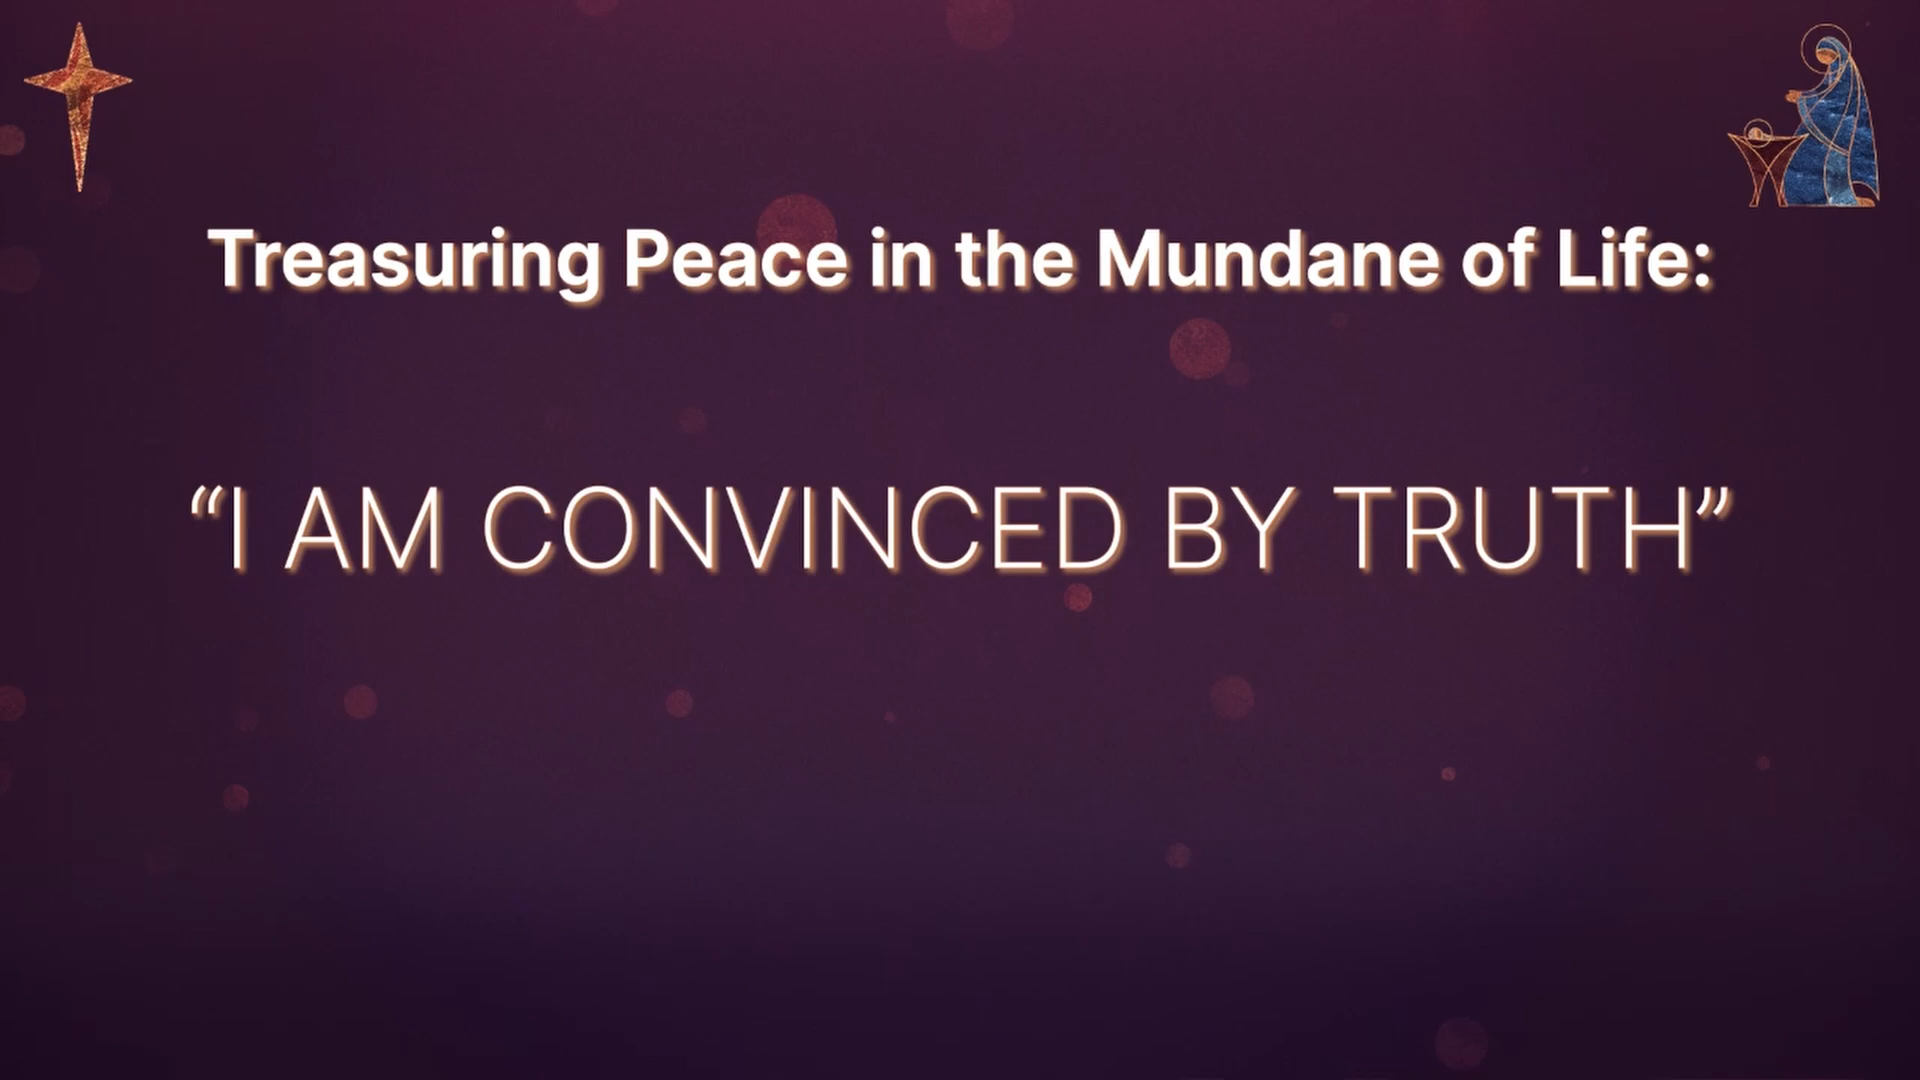 Treasuring Peace in the Mundane of Life:
“I AM CONVINCED BY TRUTH”